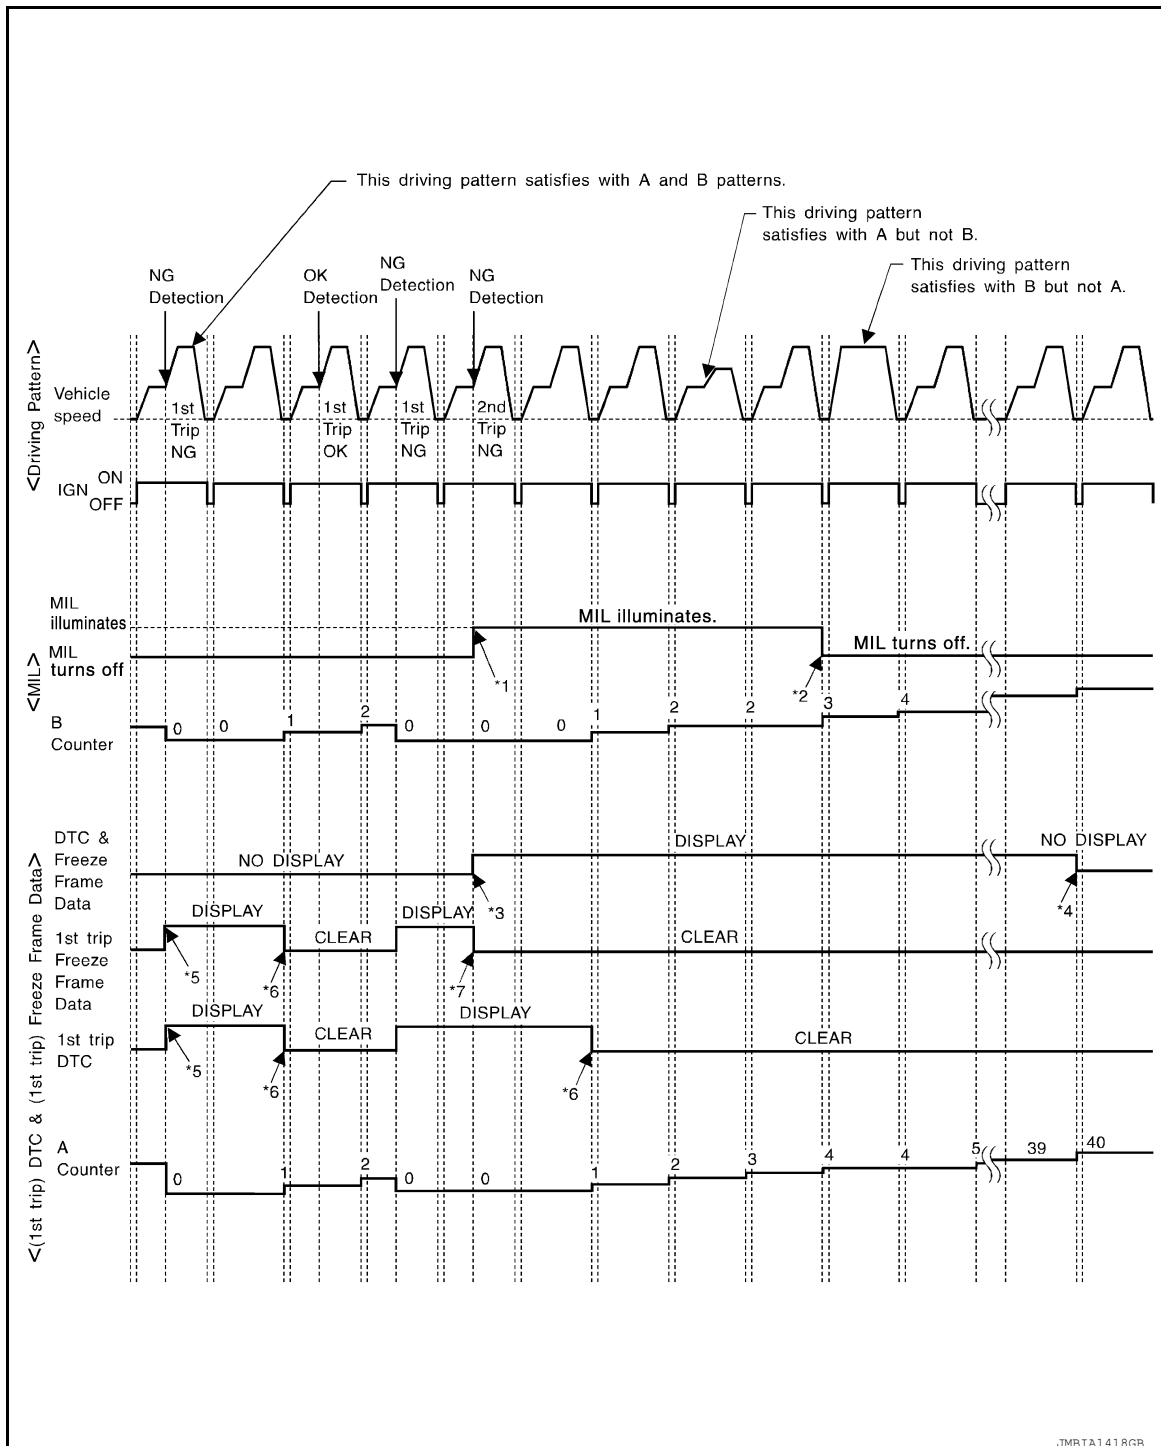 This driving pattern satisfies with A and B patterns.
This driving pattern
satisfies with A but not B.
This driving pattern
satisfies with B but not A.
NG
Detection
OK
Detection
NG
Detection
NG
Detection
<Driving Pattern>
Vehicle
speed
1st
Trip
NG
1st
Trip
OK
1st
Trip
NG
2nd
Trip
NG
IGN
ON
OFF
<MIL>
MIL
illuminates
MIL
turns off
MIL illuminates.
MIL turns off.
*1
*2
B
Counter
0 0 1 2 0 0 0 1 2 2 3 4
<(1st trip) DTC & (1st trip) Freeze Frame Data>
DTC &
Freeze
Frame
Data
NO DISPLAY
DISPLAY
NO DISPLAY
*3
*4
1st trip
Freeze
Frame
Data
DISPLAY
CLEAR
DISPLAY
CLEAR
*5
*6
*7
1st trip
DTC
DISPLAY
CLEAR
DISPLAY
CLEAR
*5
*6
*6
A
Counter
0 1 2 0 0 1 2 3 4 4 5 39 40
JMBIA1418GB